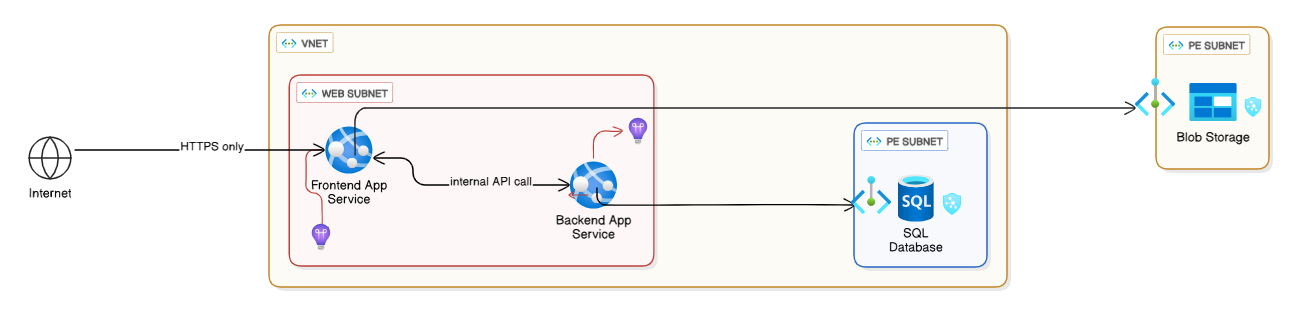 VNET
PE SUBNET
WEB SUBNET
HTTPS only
Internet
Frontend App
Service
internal API call
Backend App
Service
PE SUBNET
SQL
SQL
Database
Blob Storage